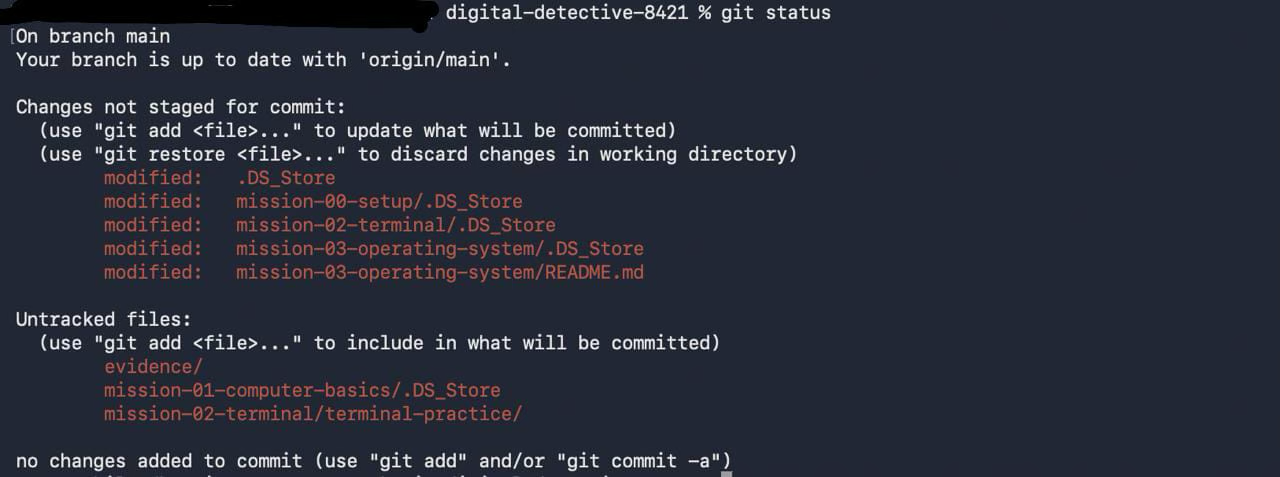 digital-detective-8421 % git status
[On branch main
Your branch is up to date with 'origin/main'.
Changes not staged for commit:
(use "git add <file>..." to update what will be committed)
(use "git restore <file>..." to discard changes in working directory)
modified: .DS_Store
modified: mission-00-setup/.DS_Store
modified: mission-02-terminal/.DS_Store
modified: mission-03-operating-system/.DS_Store
modified: mission-03-operating-system/README.md
Untracked files:
(use "git add <file>..." to include in what will be committed)
evidence/
mission-01-computer-basics/.DS_Store
mission-02-terminal/terminal-practice/
no changes added to commit (use "git add" and/or "git commit -a")